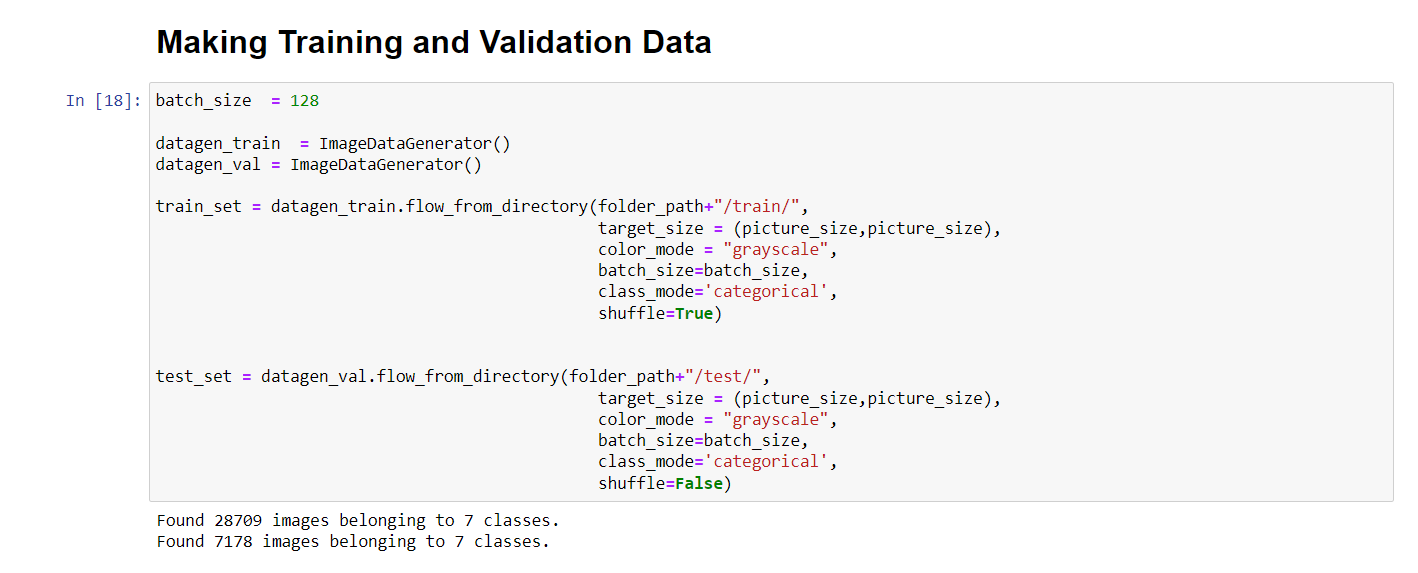 Making Training and Validation Data
In [18]: batch_size  = 128
datagen_train  = ImageDataGenerator()
datagen_val = ImageDataGenerator()
train_set = datagen_train.flow_from_directory(folder_path+"/train/",
target_size = (picture_size,picture_size),
color_mode = "grayscale",
batch_size=batch_size,
class_mode='categorical',
shuffle=True)
test_set = datagen_val.flow_from_directory(folder_path+"/test/",
target_size = (picture_size,picture_size),
color_mode = "grayscale",
batch_size=batch_size,
class_mode='categorical',
shuffle=False)
Found 28709 images belonging to 7 classes.
Found 7178 images belonging to 7 classes.